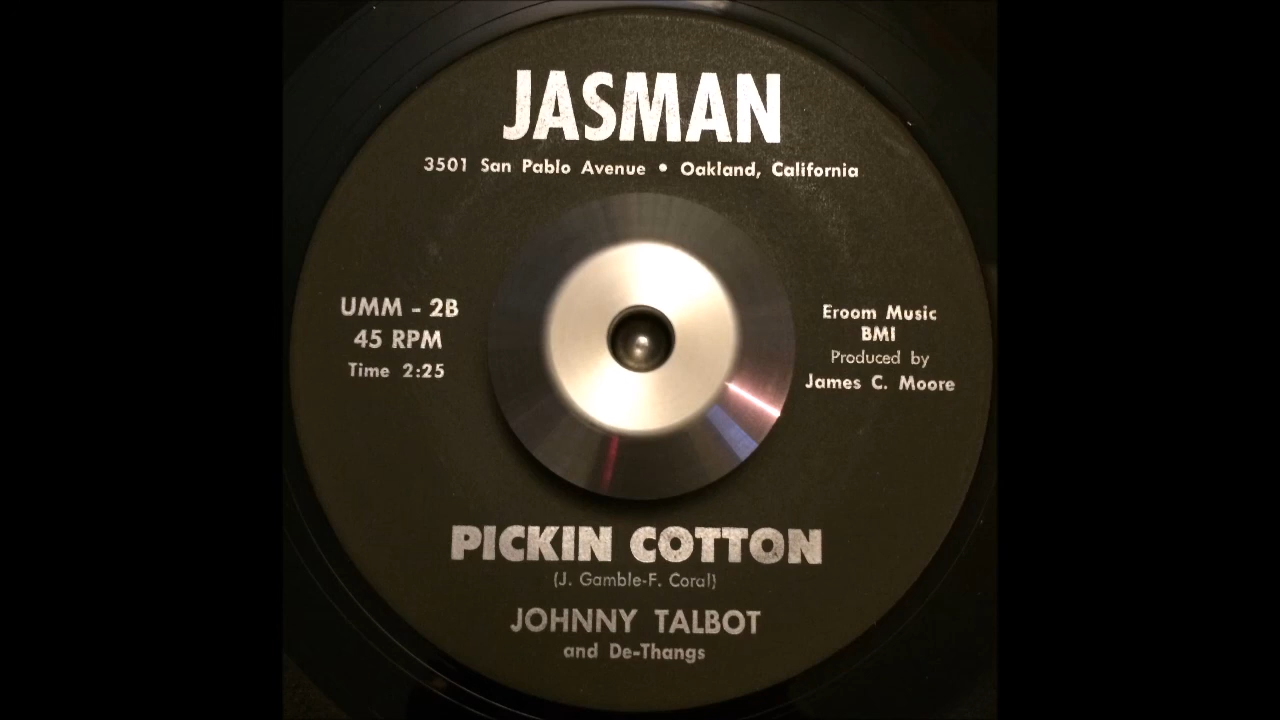 JASMAN
3501 San Pablo Avenue • Oakland, California
UMM - 2B
45 RPM
Time 2:25
Eroom Music
BMI
Produced by
James C. Moore
PICKIN COTTON
(J. Gamble-F. Coral)
JOHNNY TALBOT
and De-Thangs